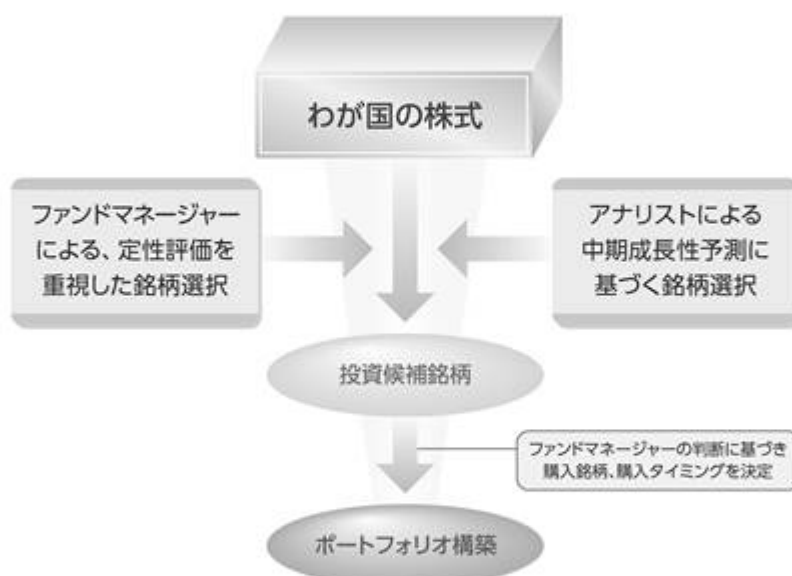 わが国の株式
ファンドマネージャー
による、定性評価を
重視した銘柄選択
アナリストによる
中期成長性予測に
基づく銘柄選択
投資候補銘柄
ファンドマネージャーの判断に基づき
購入銘柄、購入タイミングを決定
ポートフォリオ構築